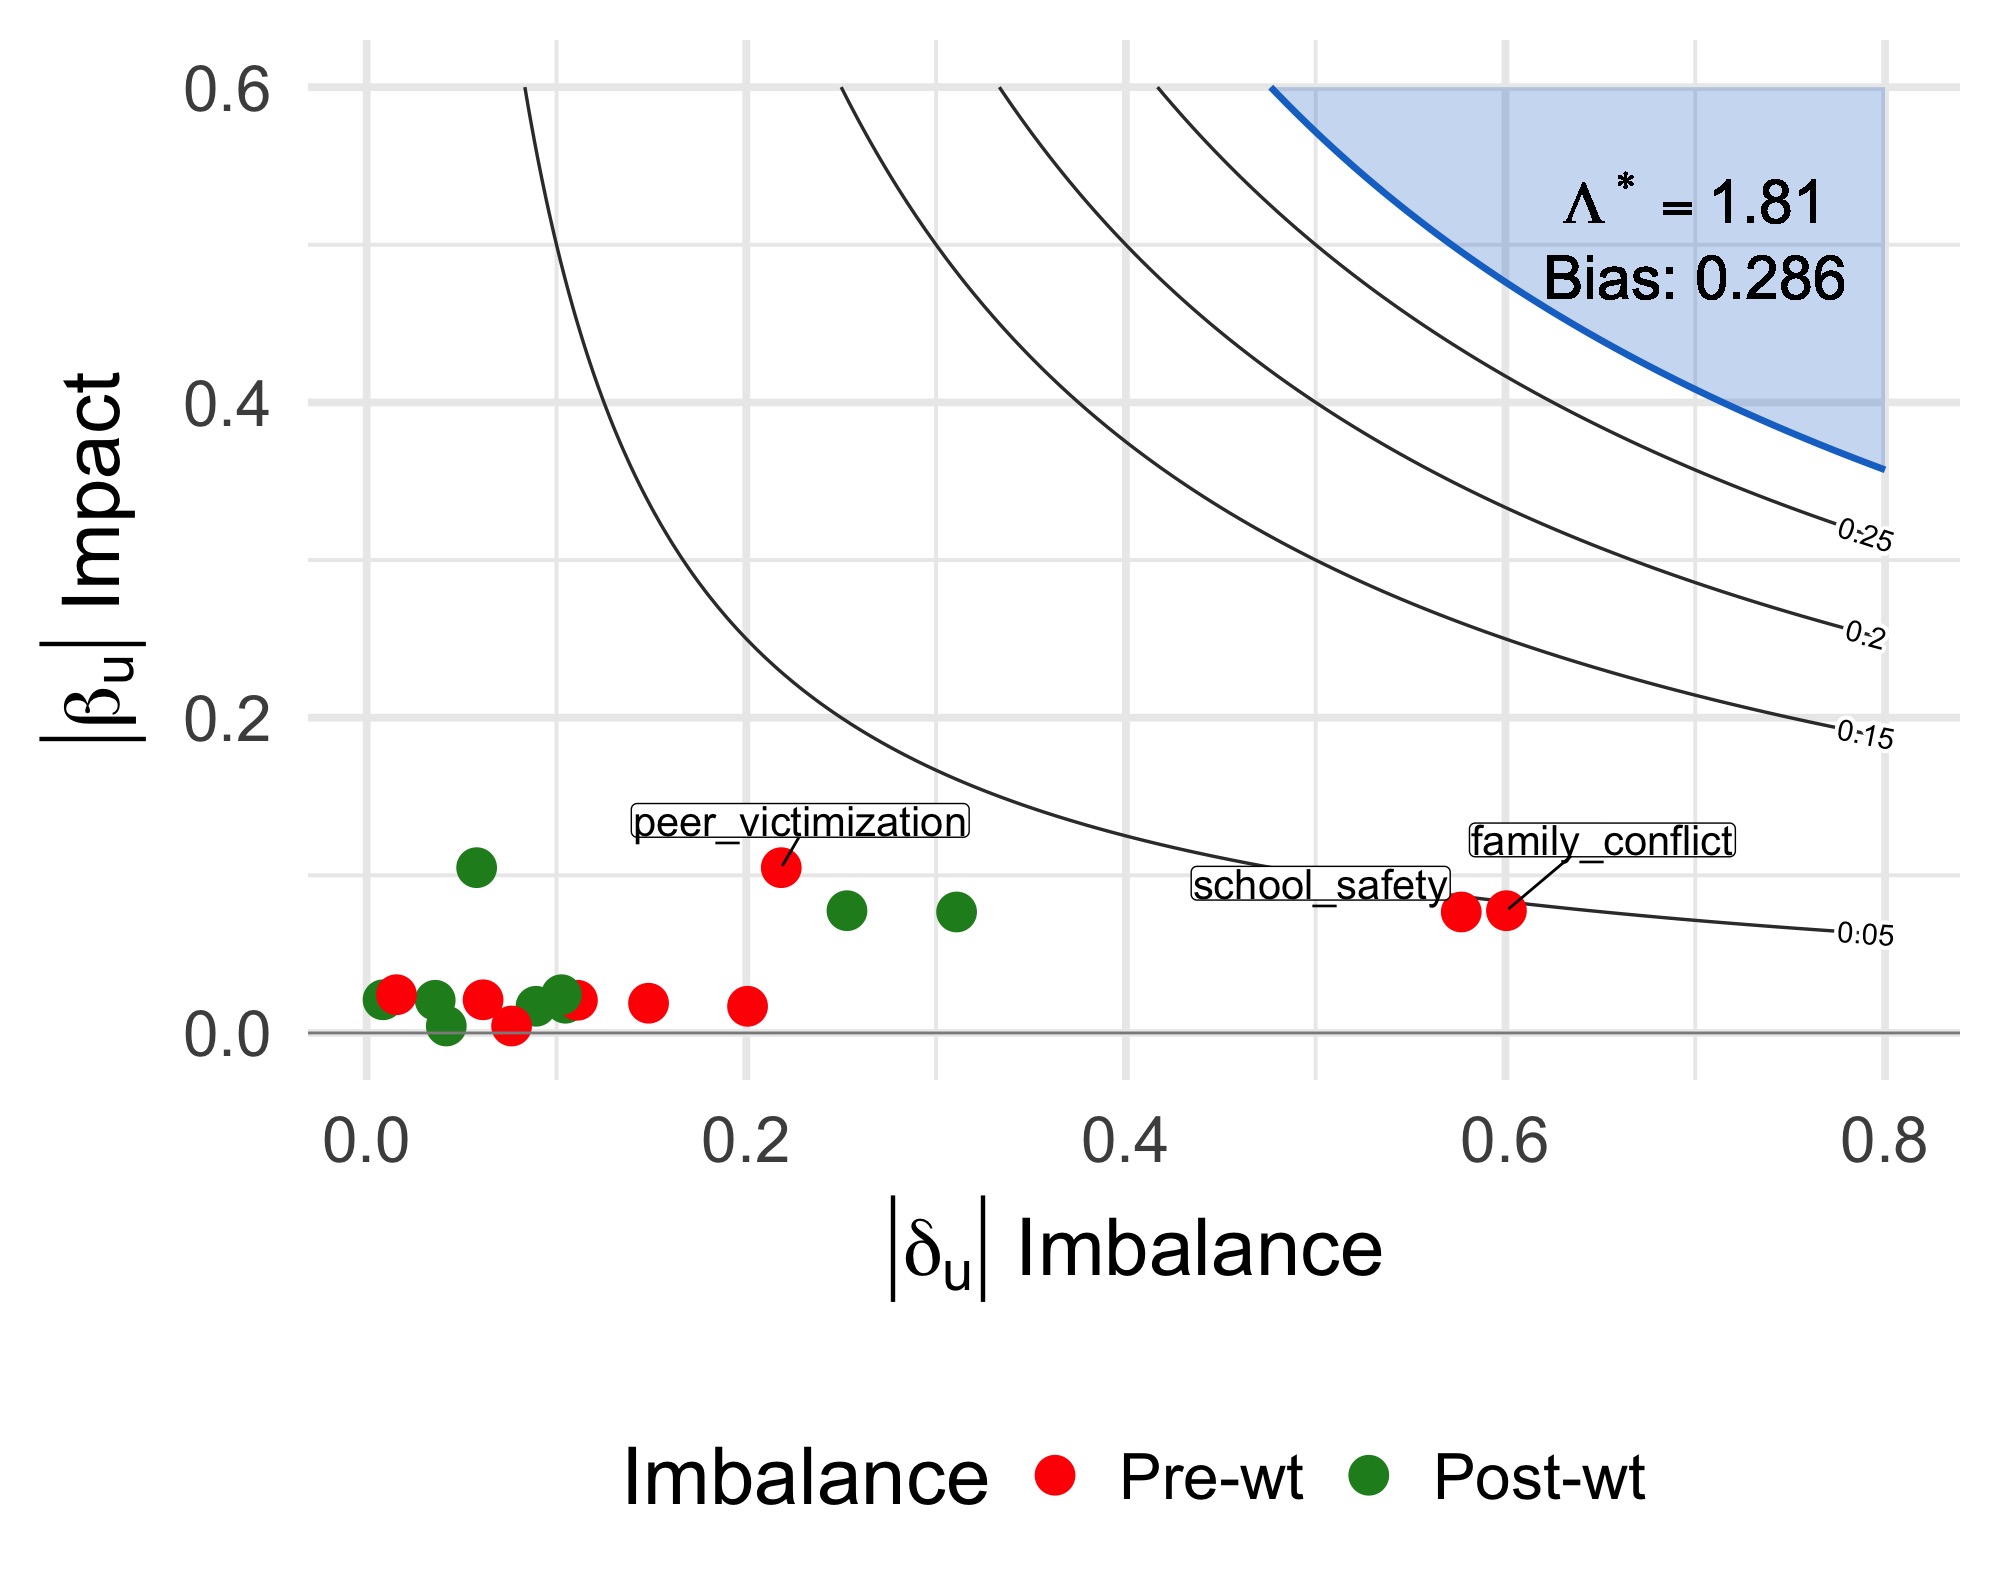 0.6
0.4
0.2
0.0
|βu| Impact
Λ* = 1.81
Bias: 0.286
0.25
0.2
0.15
0.05
peer_victimization
family_conflict
school_safety
0.0 0.2 0.4 0.6 0.8
|δu| Imbalance
Imbalance Pre-wt Post-wt